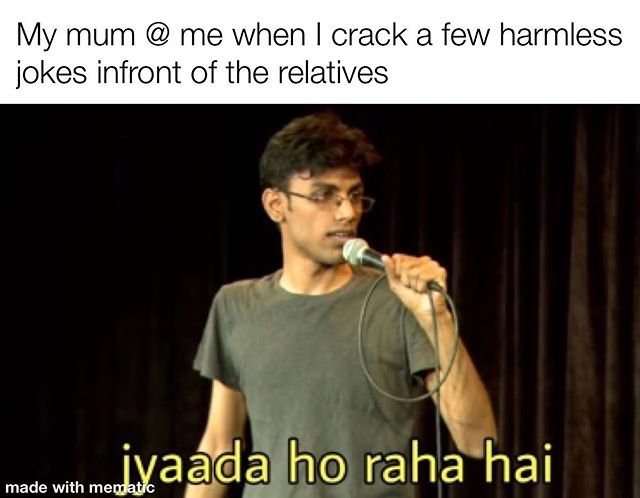 My mum @ me when I crack a few harmless
jokes infront of the relatives
jyaada ho raha hai
made with mematic